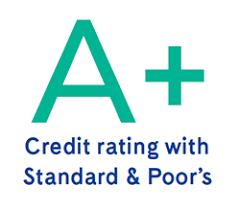 A+
Credit rating with
Standard & Poor's